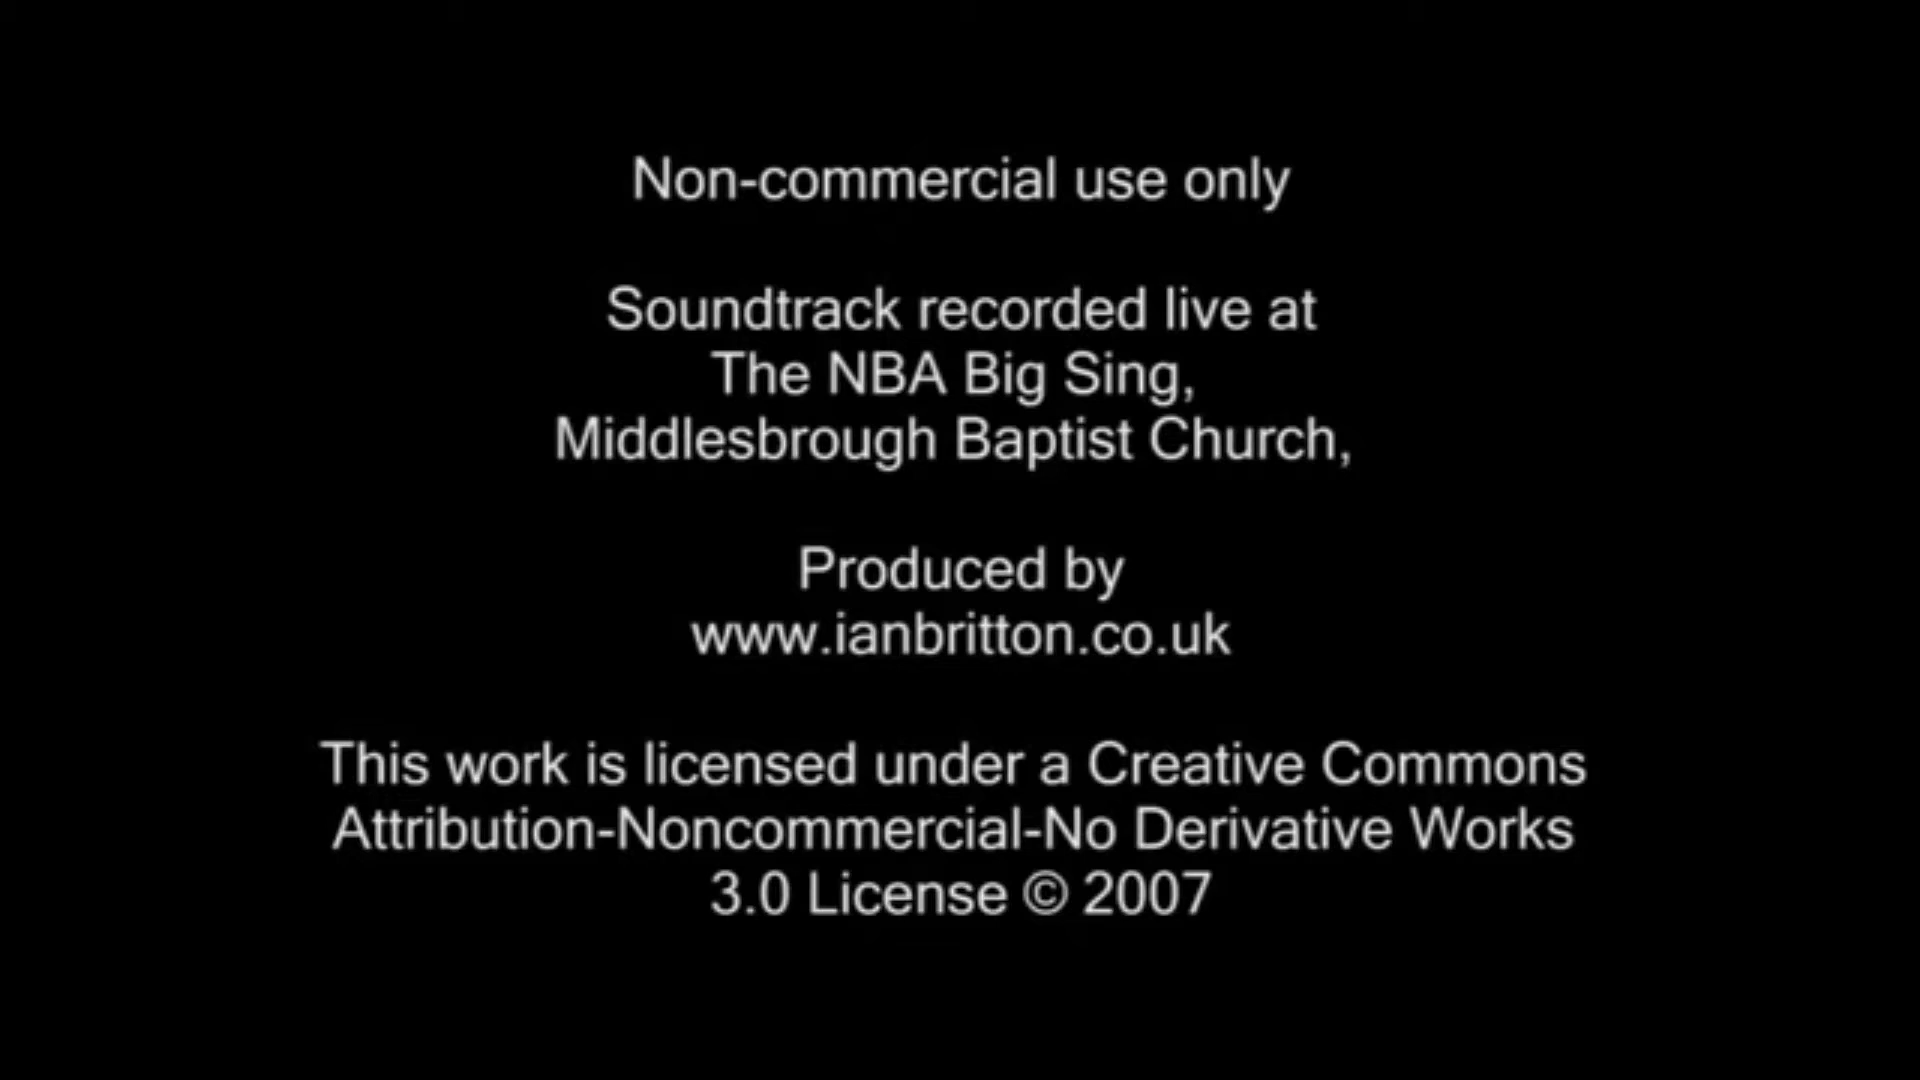 Non-commercial use only
Soundtrack recorded live at
The NBA Big Sing,
Middlesbrough Baptist Church,
Produced by
www.ianbritton.co.uk
This work is licensed under a Creative Commons
Attribution-Noncommercial-No Derivative Works
3.0 License © 2007